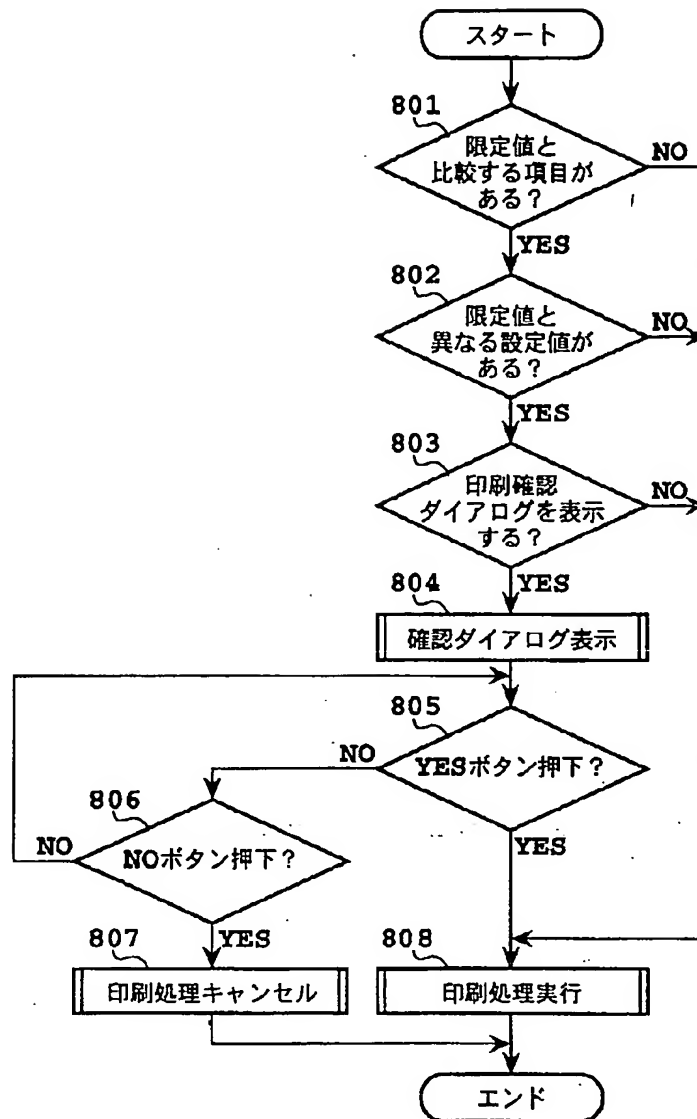 スタート
801
限定値と
比較する項目が
ある？
NO
YES
802
限定値と
異なる設定値が
ある？
NO
YES
803
印刷確認
ダイアログを表示
する？
NO
YES
804
確認ダイアログ表示
805
YESボタン押下？
NO
YES
806
NOボタン押下？
NO
YES
807
印刷処理キャンセル
808
印刷処理実行
エンド